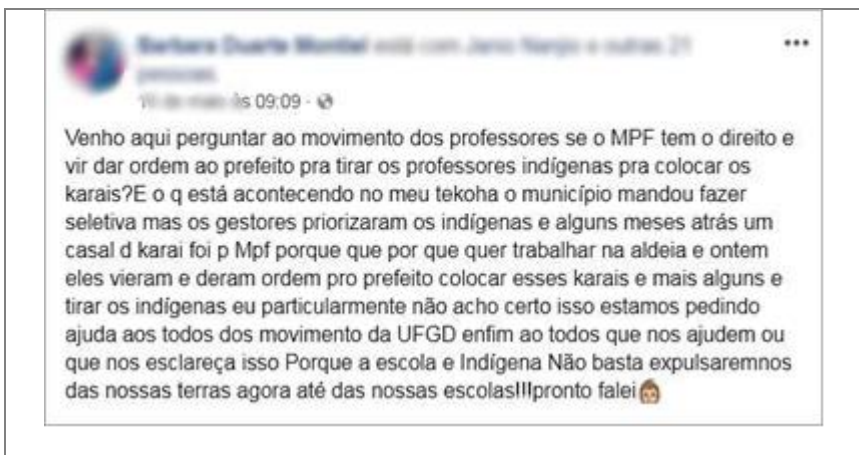 ...
às 09:09 ·
Venho aqui perguntar ao movimento dos professores se o MPF tem o direito e
vir dar ordem ao prefeito pra tirar os professores indígenas pra colocar os
karais?E o q está acontecendo no meu tekoha o município mandou fazer
seletiva mas os gestores priorizaram os indígenas e alguns meses atrás um
casal d karai foi p Mpf porque que por que quer trabalhar na aldeia e ontem
eles vieram e deram ordem pro prefeito colocar esses karais e mais alguns e
tirar os indígenas eu particularmente não acho certo isso estamos pedindo
ajuda aos todos dos movimento da UFGD enfim ao todos que nos ajudem ou
que nos esclareça isso Porque a escola e Indígena Não basta expulsaremnos
das nossas terras agora até das nossas escolas!!!pronto falei